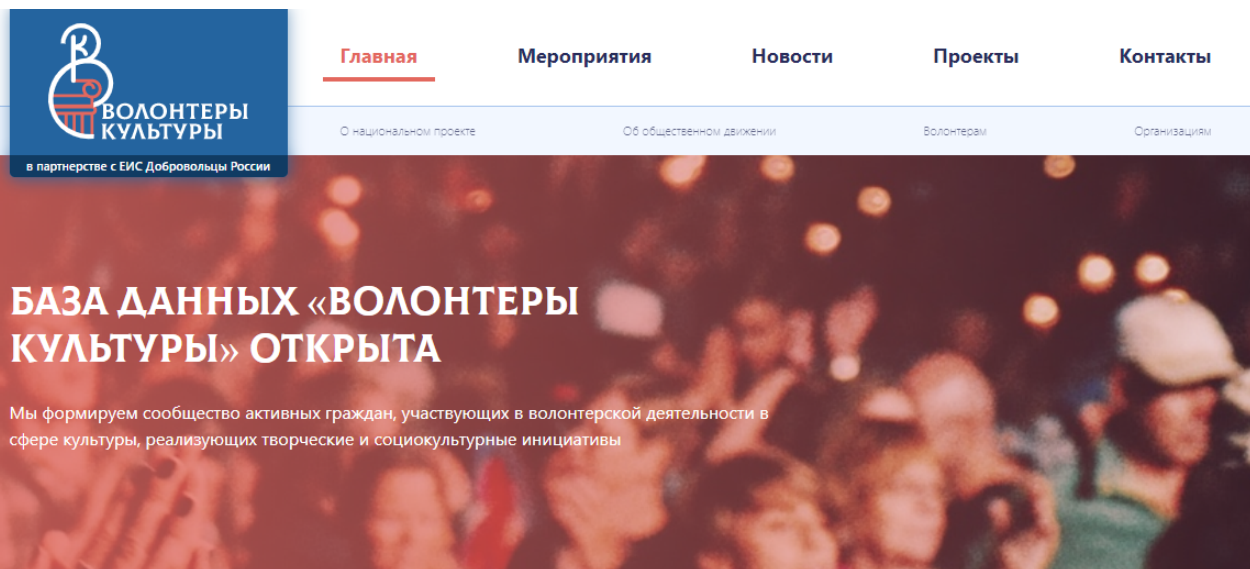 ВОЛОНТЕРЫ
КУЛЬТУРЫ
в партнерстве с ЕИС Добровольцы России
Главная Мероприятия Новости Проекты Контакты
О национальном проекте Об общественном движении Волонтерам Организациям
БАЗА ДАННЫХ «ВОЛОНТЕРЫ
КУЛЬТУРЫ» ОТКРЫТА
Мы формируем сообщество активных граждан, участвующих в волонтерской деятельности в
сфере культуры, реализующих творческие и социокультурные инициативы